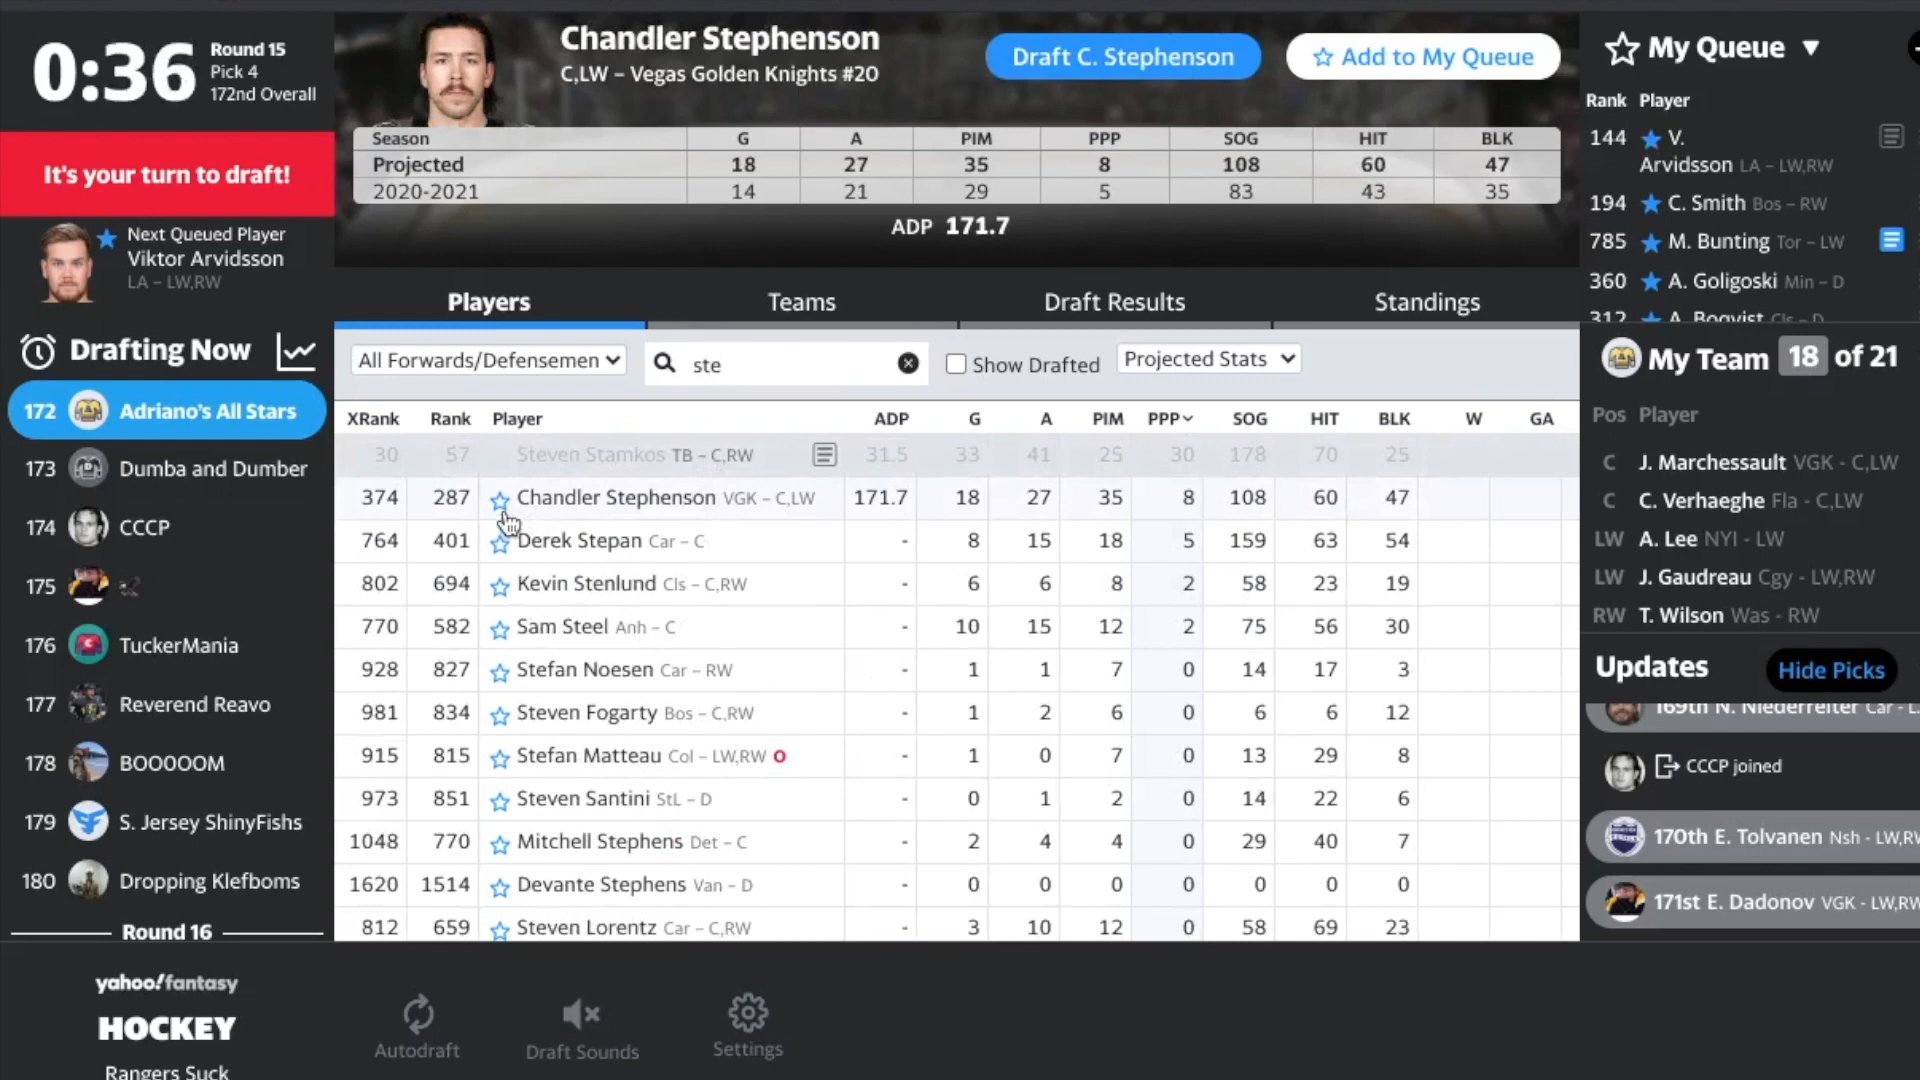 0:36
Round 15
Pick 4
172nd Overall
It's your turn to draft!
Next Queued Player
Viktor Arvidsson
LA – LW,RW
Drafting Now
172 Adriano's All Stars
173 Dumba and Dumber
174 CCCP
175
176 TuckerMania
177 Reverend Reavo
178 BOOOOOM
179 S. Jersey ShinyFishs
180 Dropping Klefboms
Round 16
yahoo!fantasy
HOCKEY
Rangers Suck
Chandler Stephenson
C,LW – Vegas Golden Knights #20
Draft C. Stephenson
Add to My Queue
Season G A PIM PPP SOG HIT BLK
Projected 18 27 35 8 108 60 47
2020-2021 14 21 29 5 83 43 35
ADP 171.7
Players Teams Draft Results Standings
All Forwards/Defensemen ste Show Drafted Projected Stats
XRank Rank Player ADP G A PIM PPP SOG HIT BLK W GA
30 57 Steven Stamkos TB – C,RW 31.5 33 41 25 30 178 70 25
374 287 Chandler Stephenson VGK – C,LW 171.7 18 27 35 8 108 60 47
764 401 Derek Stepan Car – C - 8 15 18 5 159 63 54
802 694 Kevin Stenlund Cls – C,RW - 6 6 8 2 58 23 19
770 582 Sam Steel Anh – C - 10 15 12 2 75 56 30
928 827 Stefan Noesen Car – RW - 1 1 7 0 14 17 3
981 834 Steven Fogarty Bos – C,RW - 1 2 6 0 6 6 12
915 815 Stefan Matteau Col – LW,RW O - 1 0 7 0 13 29 8
973 851 Steven Santini StL – D - 0 1 2 0 14 22 6
1048 770 Mitchell Stephens Det – C - 2 4 4 0 29 40 7
1620 1514 Devante Stephens Van – D - 0 0 0 0 0 0 0
812 659 Steven Lorentz Car – C,RW - 3 10 12 0 58 69 23
Autodraft
Draft Sounds
Settings
My Queue
Rank Player
144 V.
Arvidsson LA – LW,RW
194 C. Smith Bos – RW
785 M. Bunting Tor – LW
360 A. Goligoski Min – D
312 A. Boqvist Cls – D
My Team 18 of 21
Pos Player
C J. Marchessault VGK - C,LW
C C. Verhaeghe Fla - C,LW
LW A. Lee NYI - LW
LW J. Gaudreau Cgy - LW,RW
RW T. Wilson Was - RW
Updates
Hide Picks
169th N. Niederreiter Car - L
CCCP joined
170th E. Tolvanen Nsh - LW,RW
171st E. Dadonov VGK - LW,RW